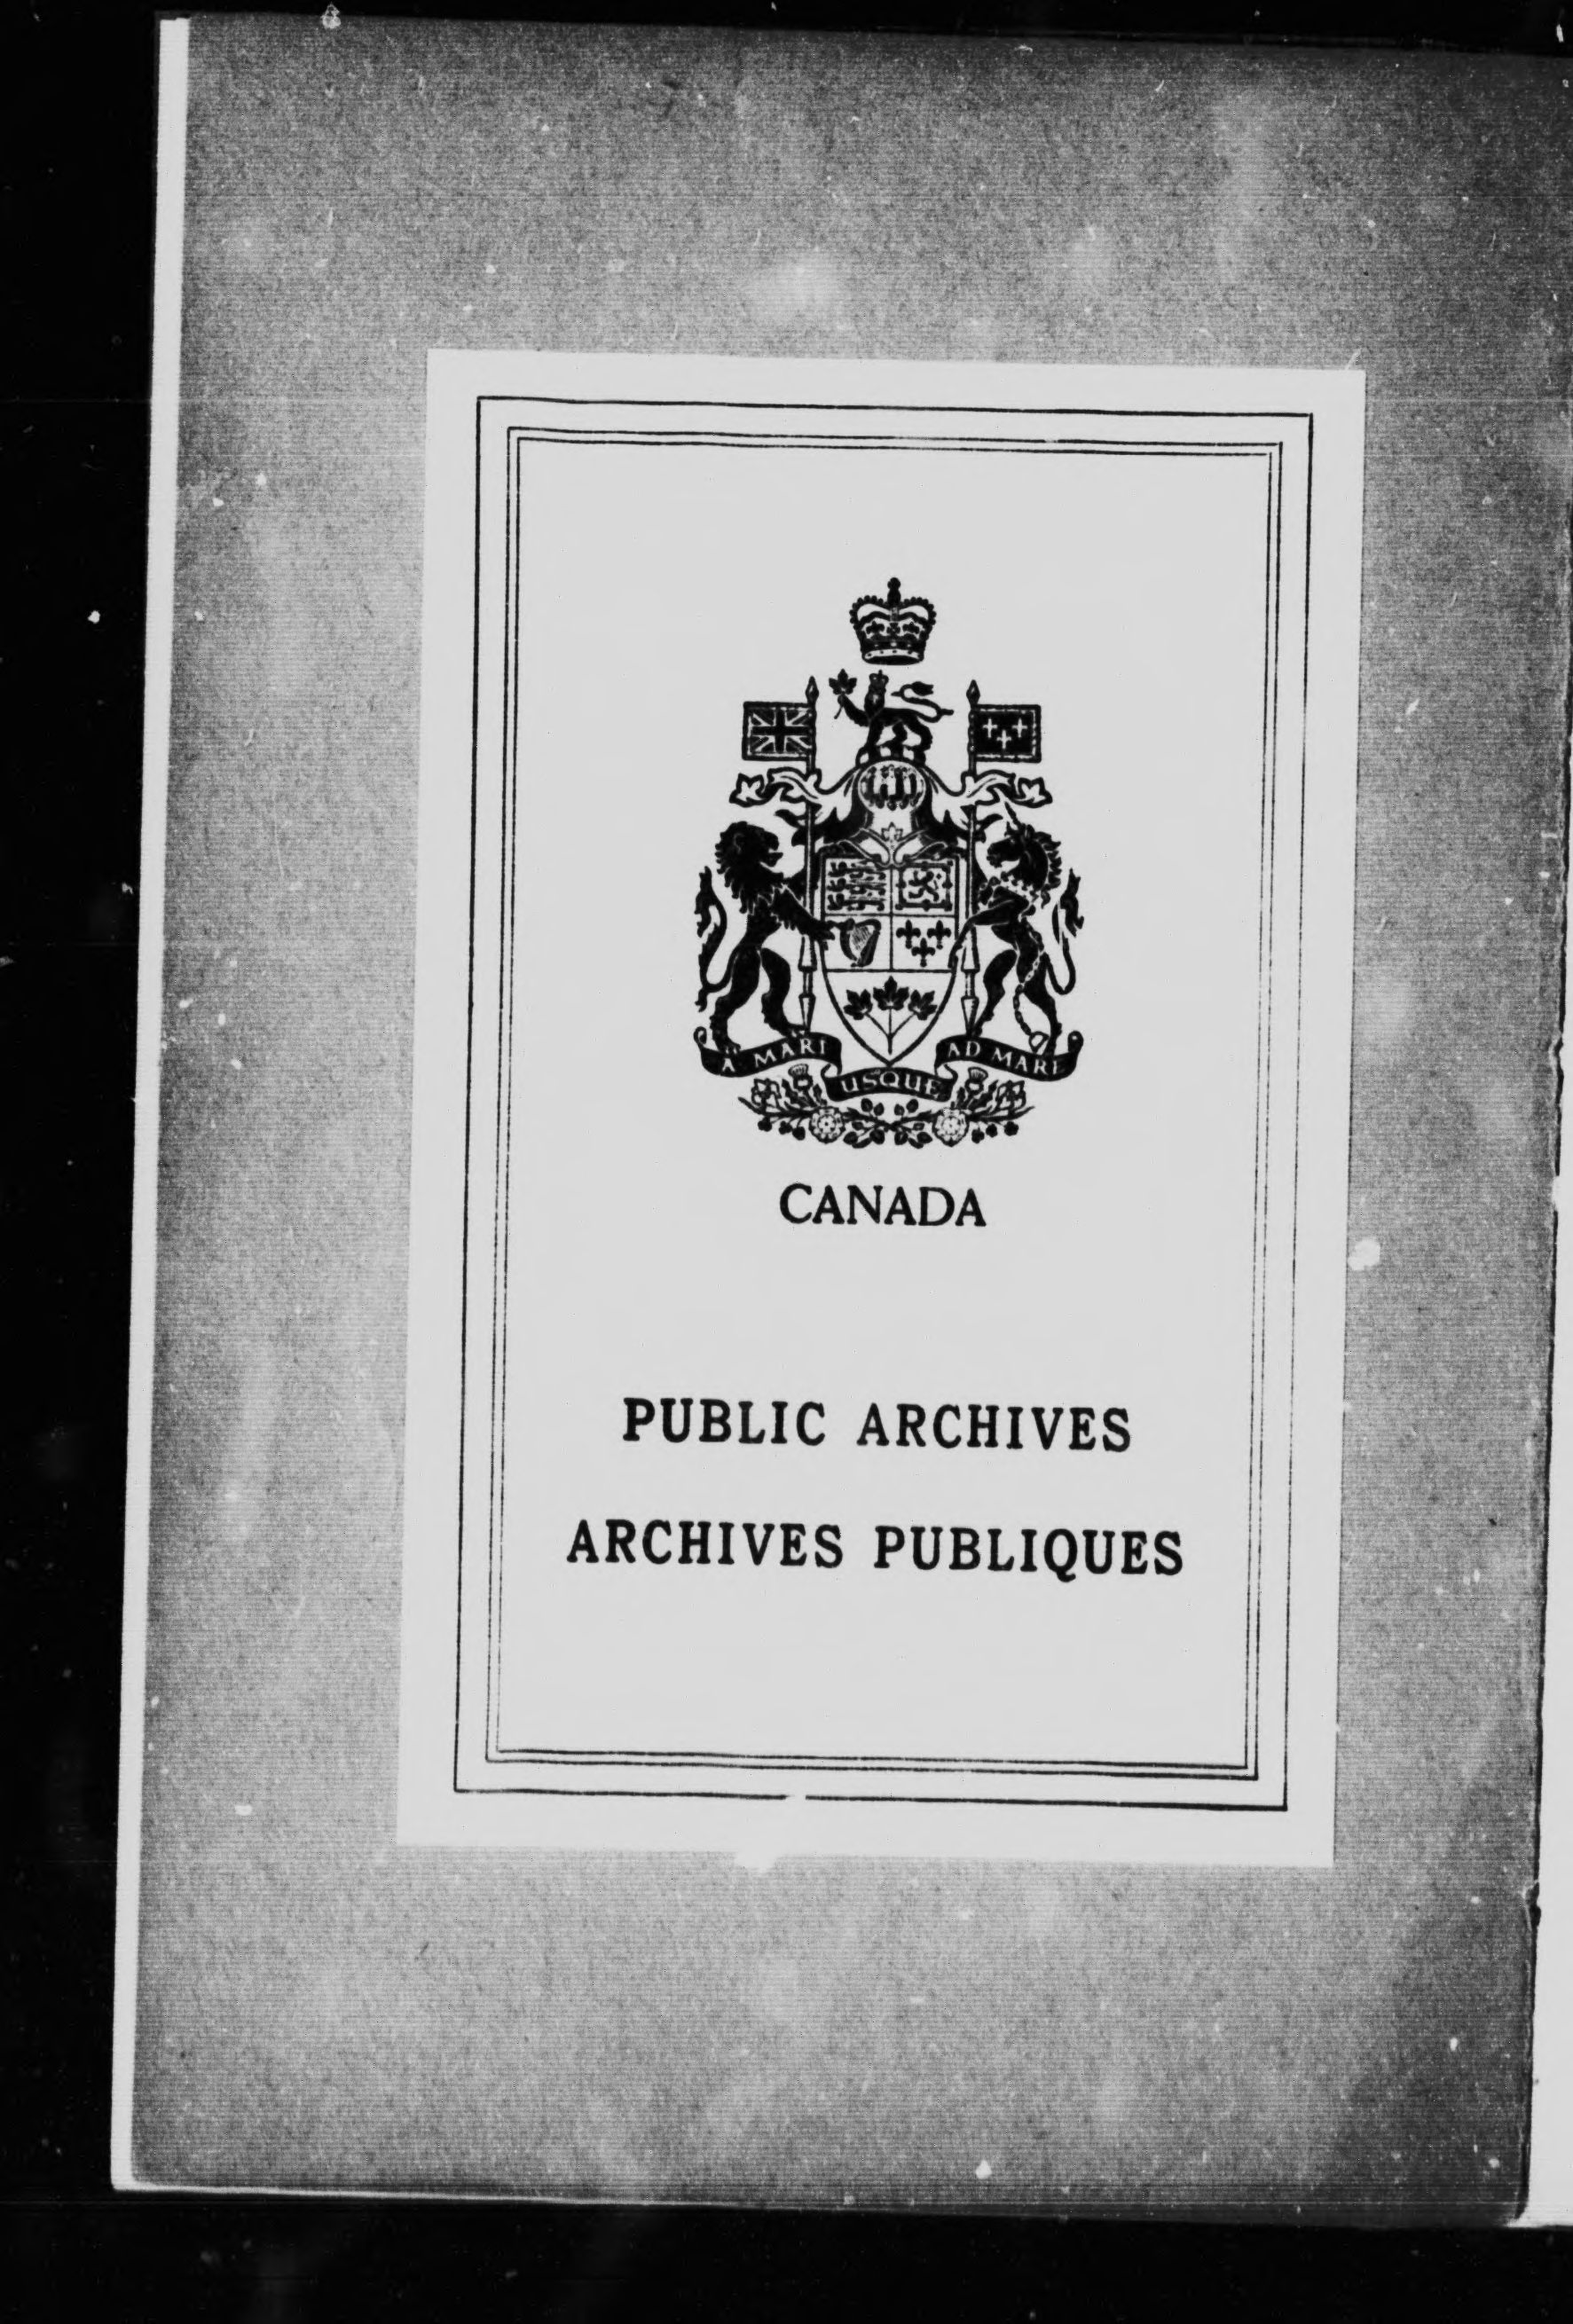 A MARI USQUE AD MARE
CANADA
PUBLIC ARCHIVES
ARCHIVES PUBLIQUES